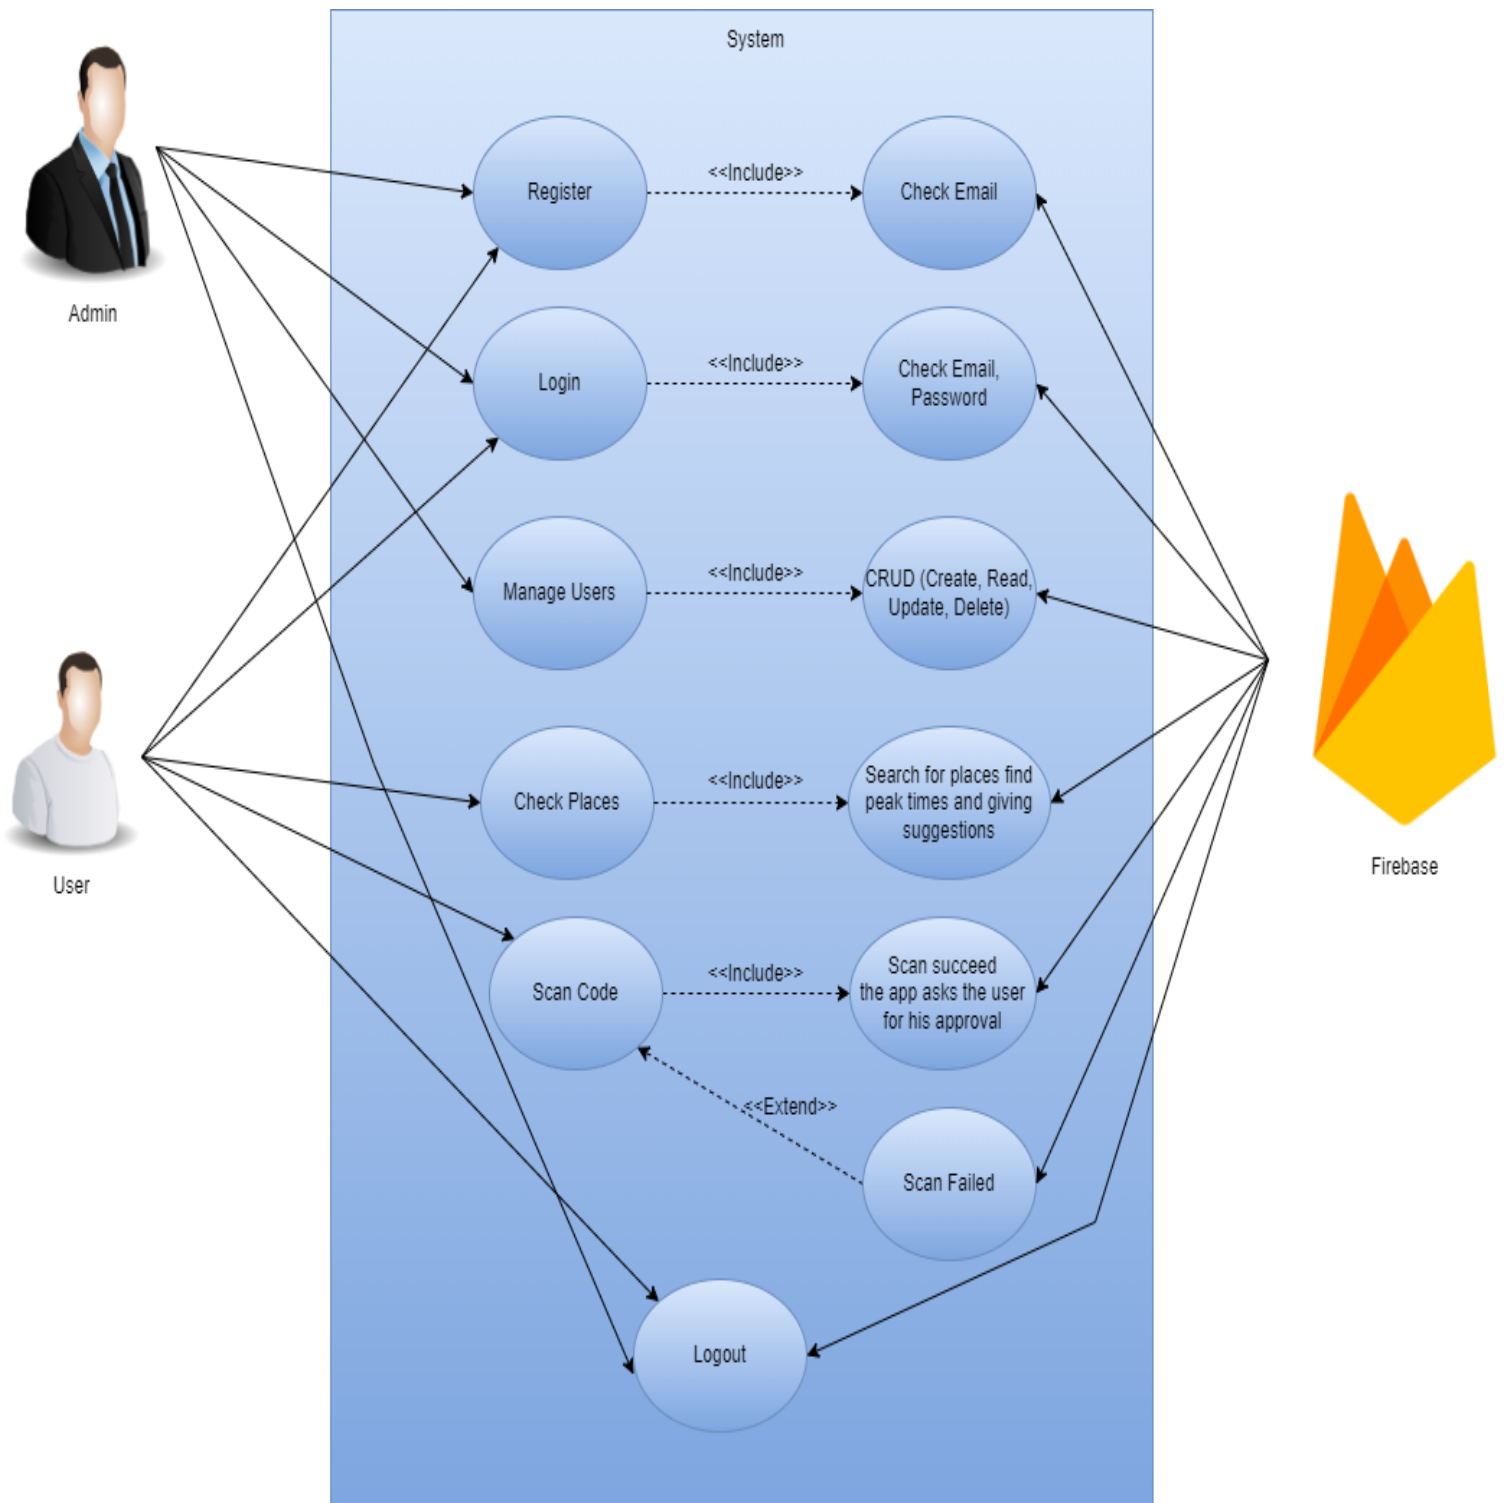 System
Register
<<Include>>
Check Email
Admin
Login
<<Include>>
Check Email,
Password
Manage Users
<<Include>>
CRUD (Create, Read,
Update, Delete)
Check Places
<<Include>>
Search for places find
peak times and giving
suggestions
User
Firebase
Scan Code
<<Include>>
Scan succeed
the app asks the user
for his approval
<<Extend>>
Scan Failed
Logout